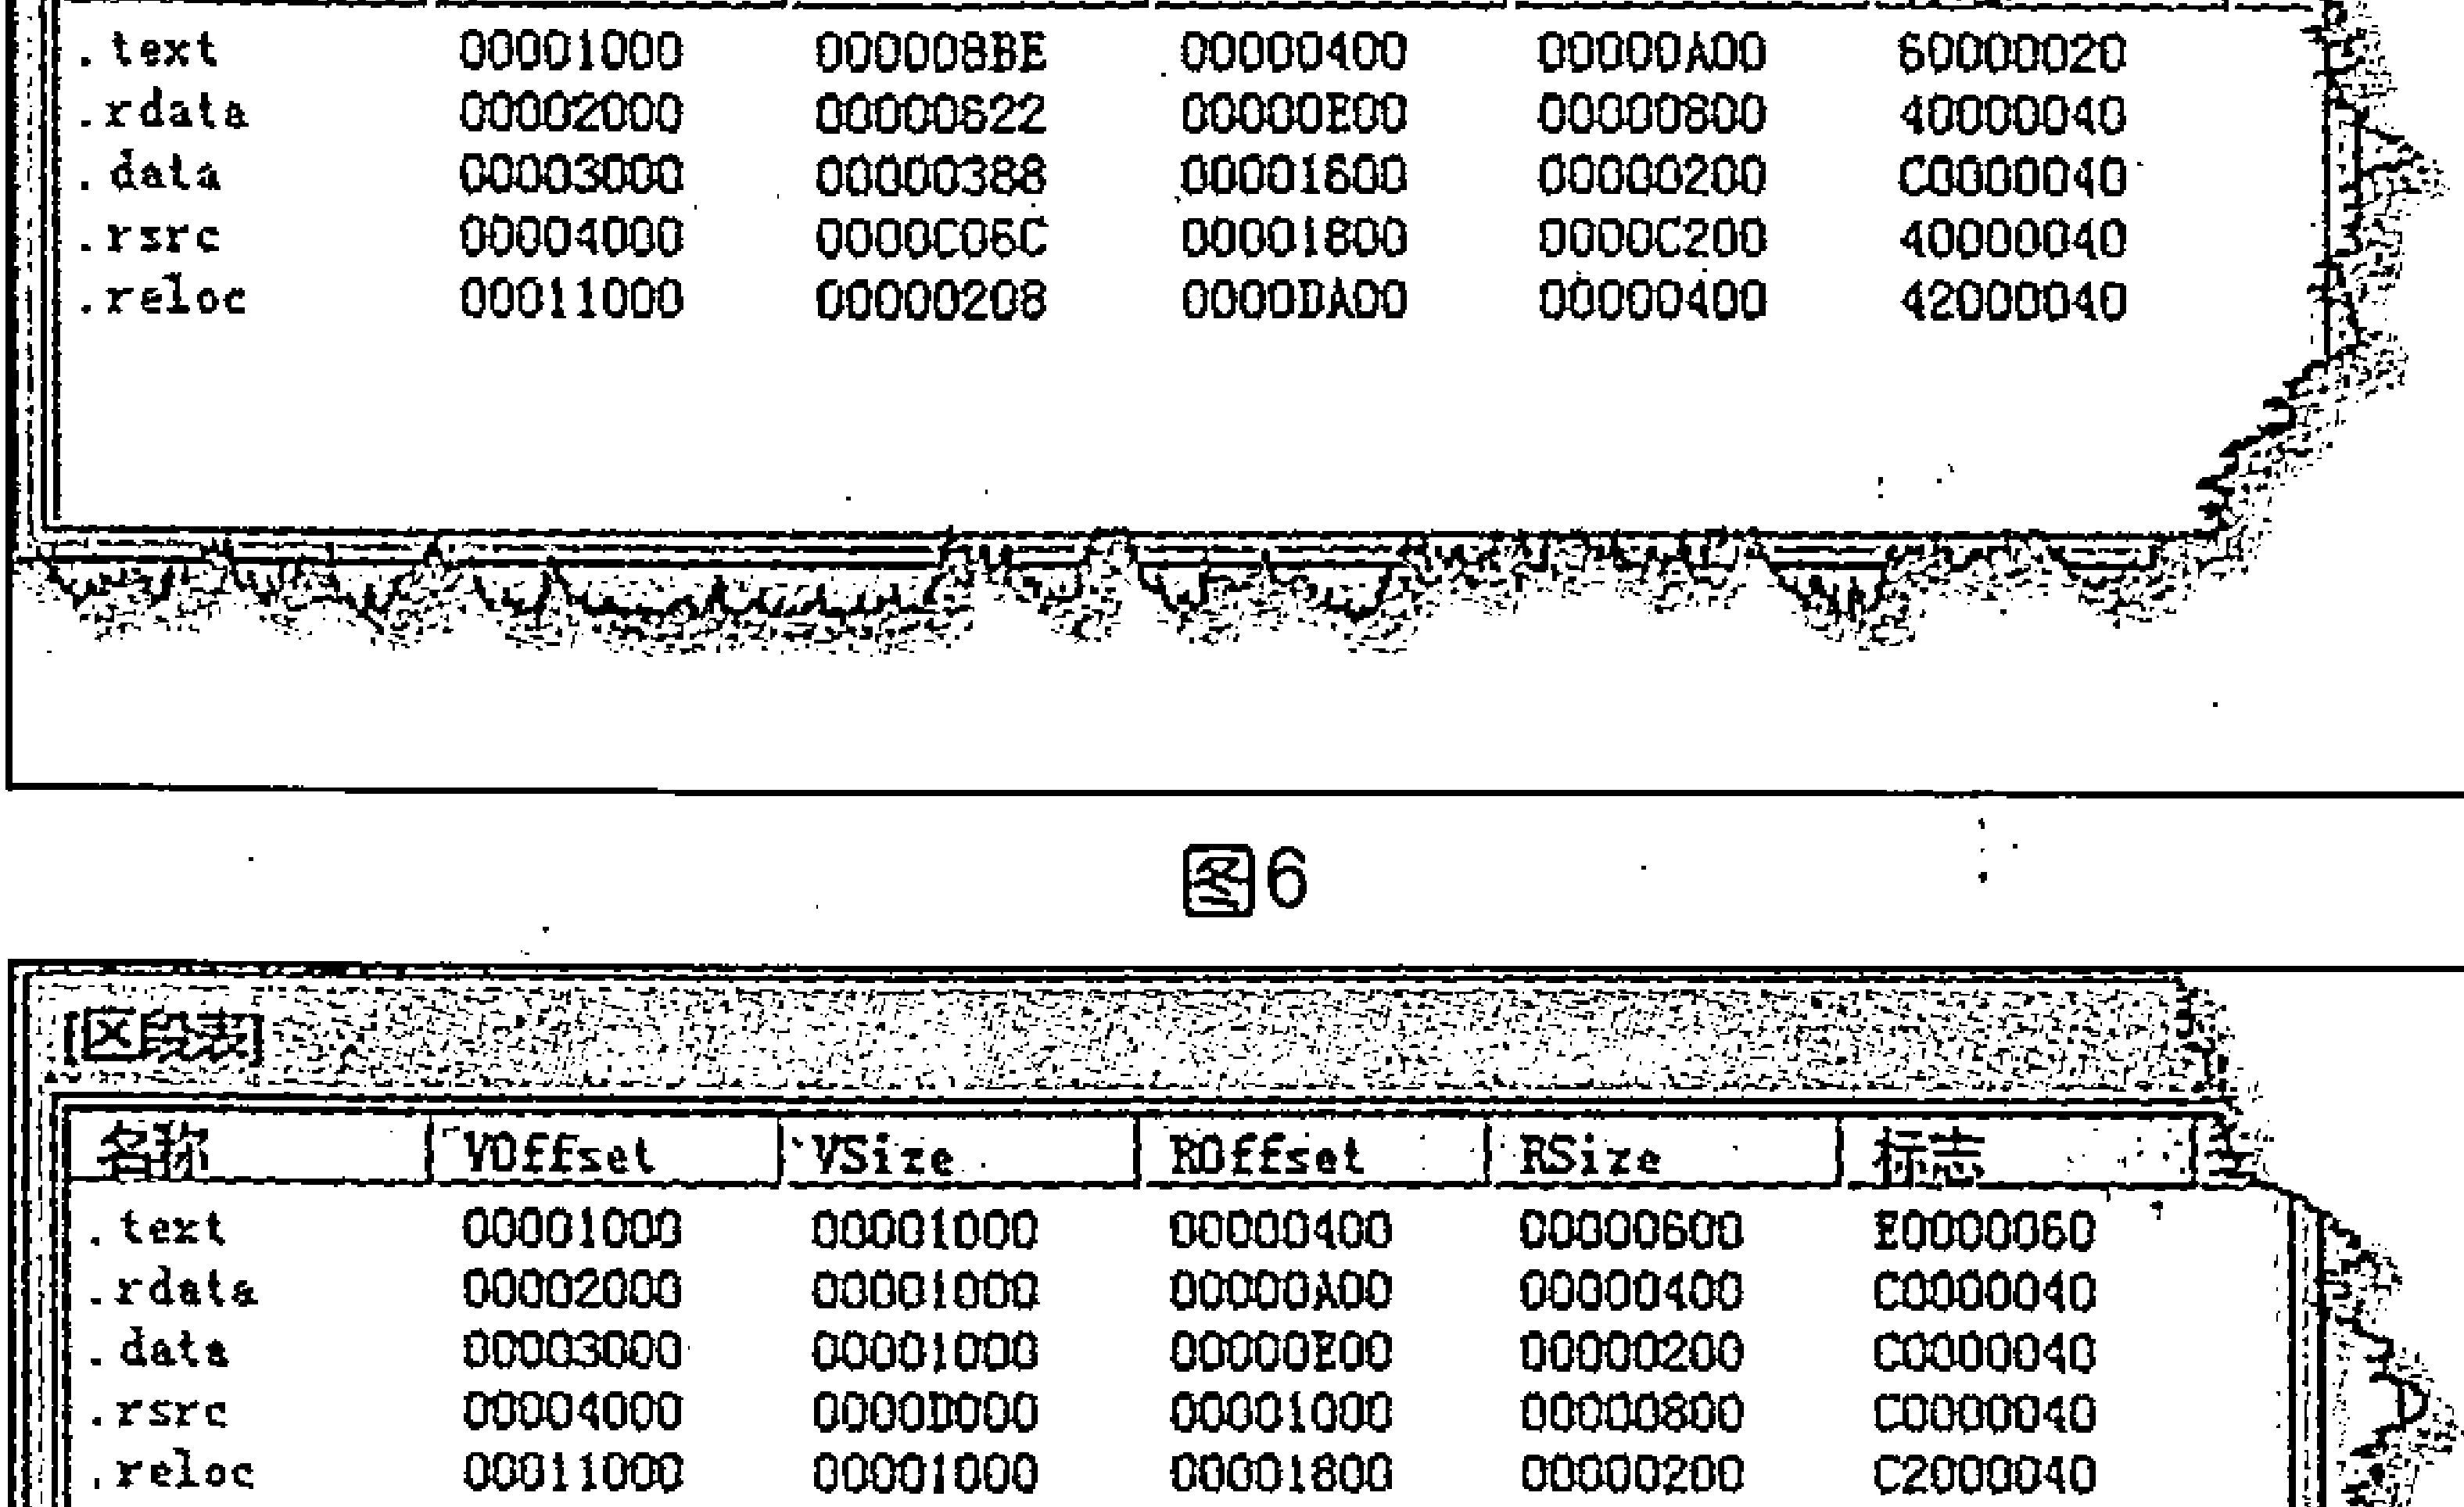 .text 00001000 000008BE 00000400 00000A00 60000020
.rdata 00002000 00000622 00000E00 00000800 40000040
.data 00003000 00000388 00001600 00000200 C0000040
.rsrc 00004000 0000C06C 00001800 0000C200 40000040
.reloc 00011000 00000208 0000DA00 00000400 42000040
图6
[区段表]
名称 VOffset VSize ROffset RSize 标志
.text 00001000 00001000 00000400 00000600 E0000060
.rdata 00002000 00001000 00000A00 00000400 C0000040
.data 00003000 00001000 00000E00 00000200 C0000040
.rsrc 00004000 0000D000 00001000 00000800 C0000040
.reloc 00011000 00001000 00001800 00000200 C2000040